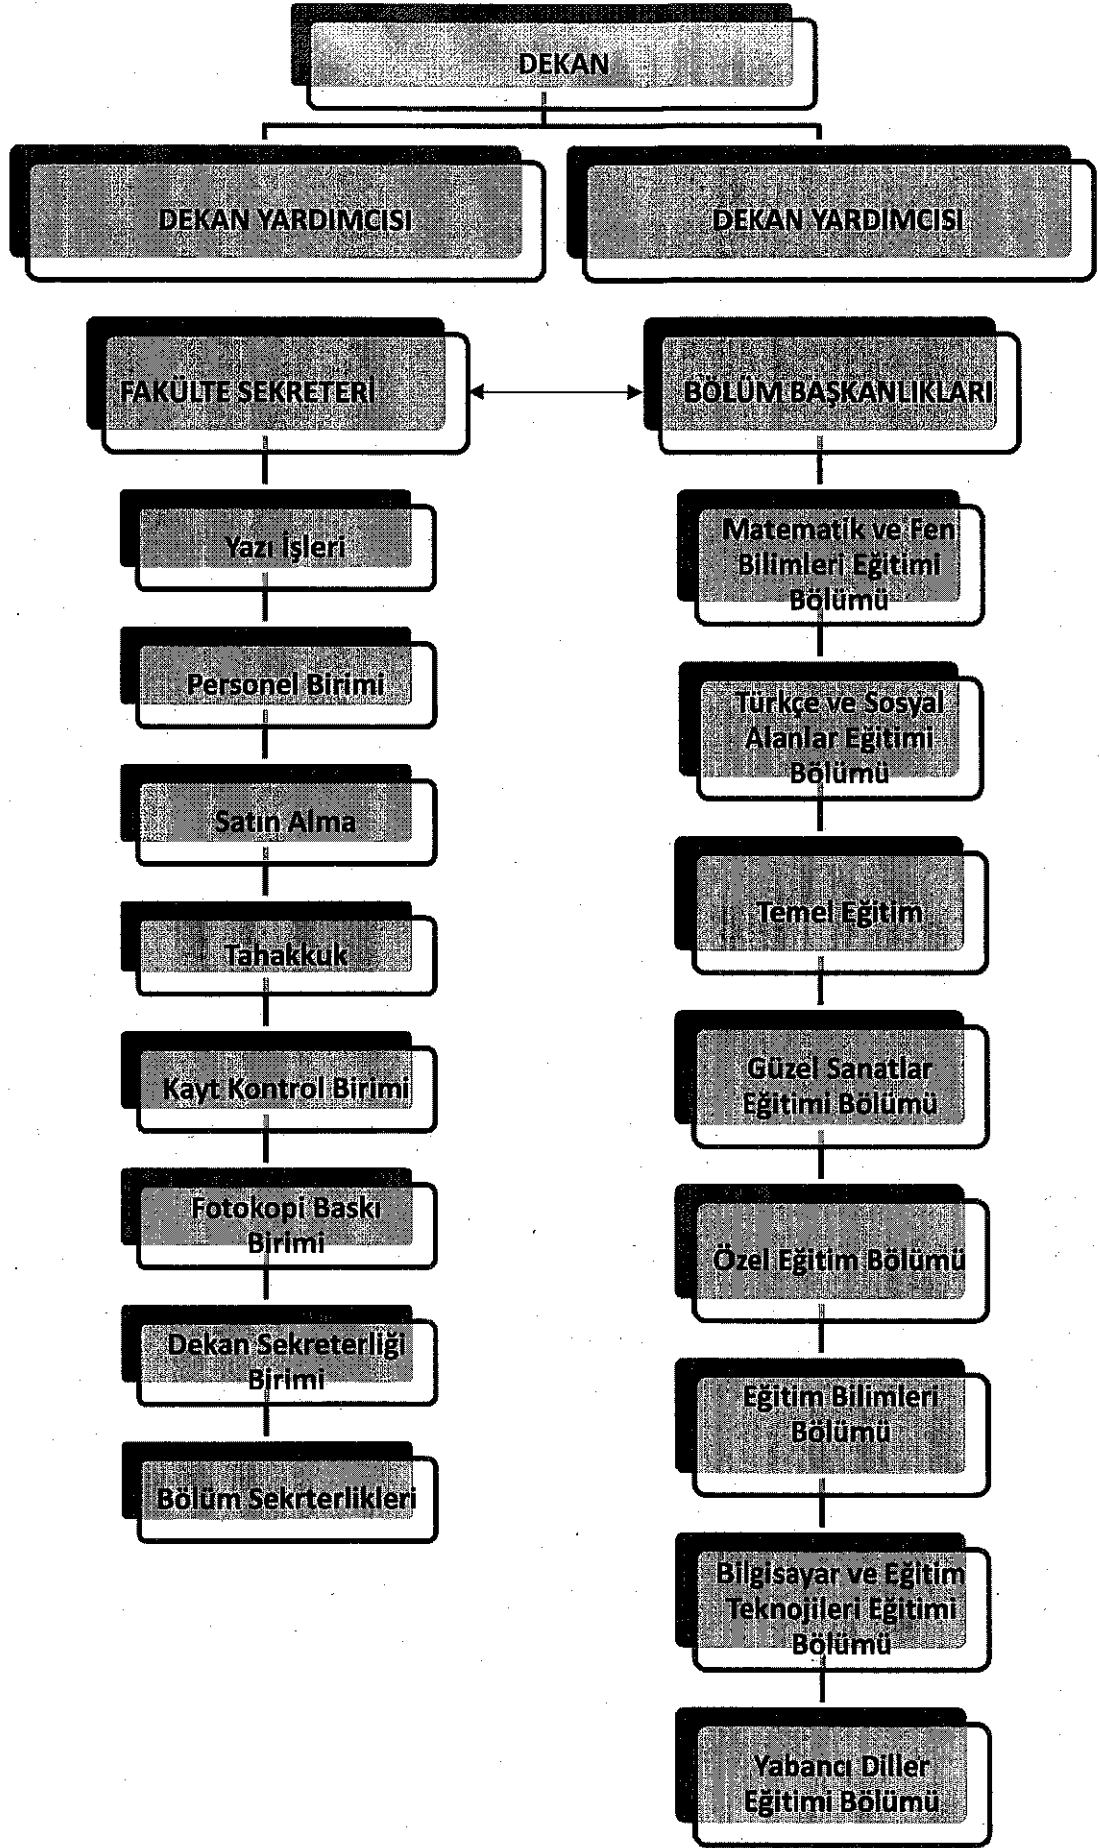 DEKAN
DEKAN YARDIMCISI
DEKAN YARDIMCISI
FAKÜLTE SEKRETERİ
BÖLÜM BAŞKANLIKLARI
Yazı İşleri
Personel Birimi
Satın Alma
Tahakkuk
Kayt Kontrol Birimi
Fotokopi Baskı
Birimi
Dekan Sekreterliği
Birimi
Bölüm Sekrterlikleri
Matematik ve Fen
Bilimleri Eğitimi
Bölümü
Türkçe ve Sosyal
Alanlar Eğitimi
Bölümü
Temel Eğitim
Güzel Sanatlar
Eğitimi Bölümü
Özel Eğitim Bölümü
Eğitim Bilimleri
Bölümü
Bilgisayar ve Eğitim
Teknojileri Eğitimi
Bölümü
Yabancı Diller
Eğitimi Bölümü